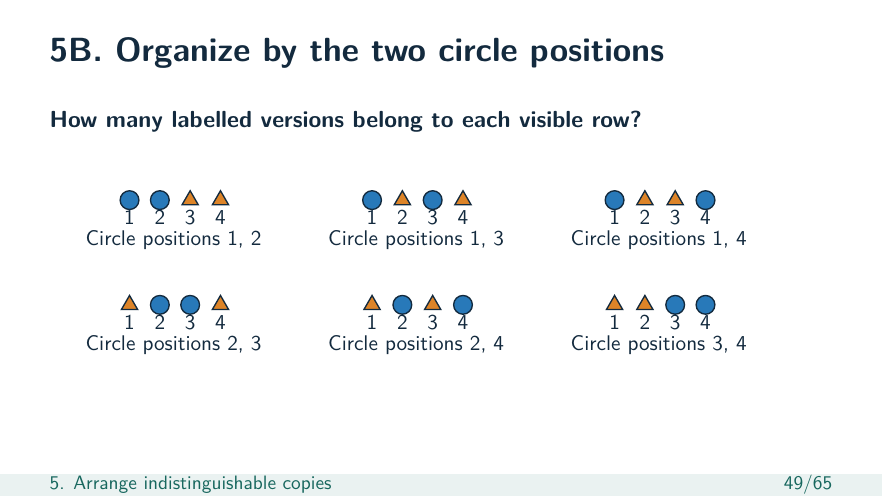 5B. Organize by the two circle positions
How many labelled versions belong to each visible row?
1 2 3 4
Circle positions 1, 2
1 2 3 4
Circle positions 1, 3
1 2 3 4
Circle positions 1, 4
1 2 3 4
Circle positions 2, 3
1 2 3 4
Circle positions 2, 4
1 2 3 4
Circle positions 3, 4
5. Arrange indistinguishable copies
49/65